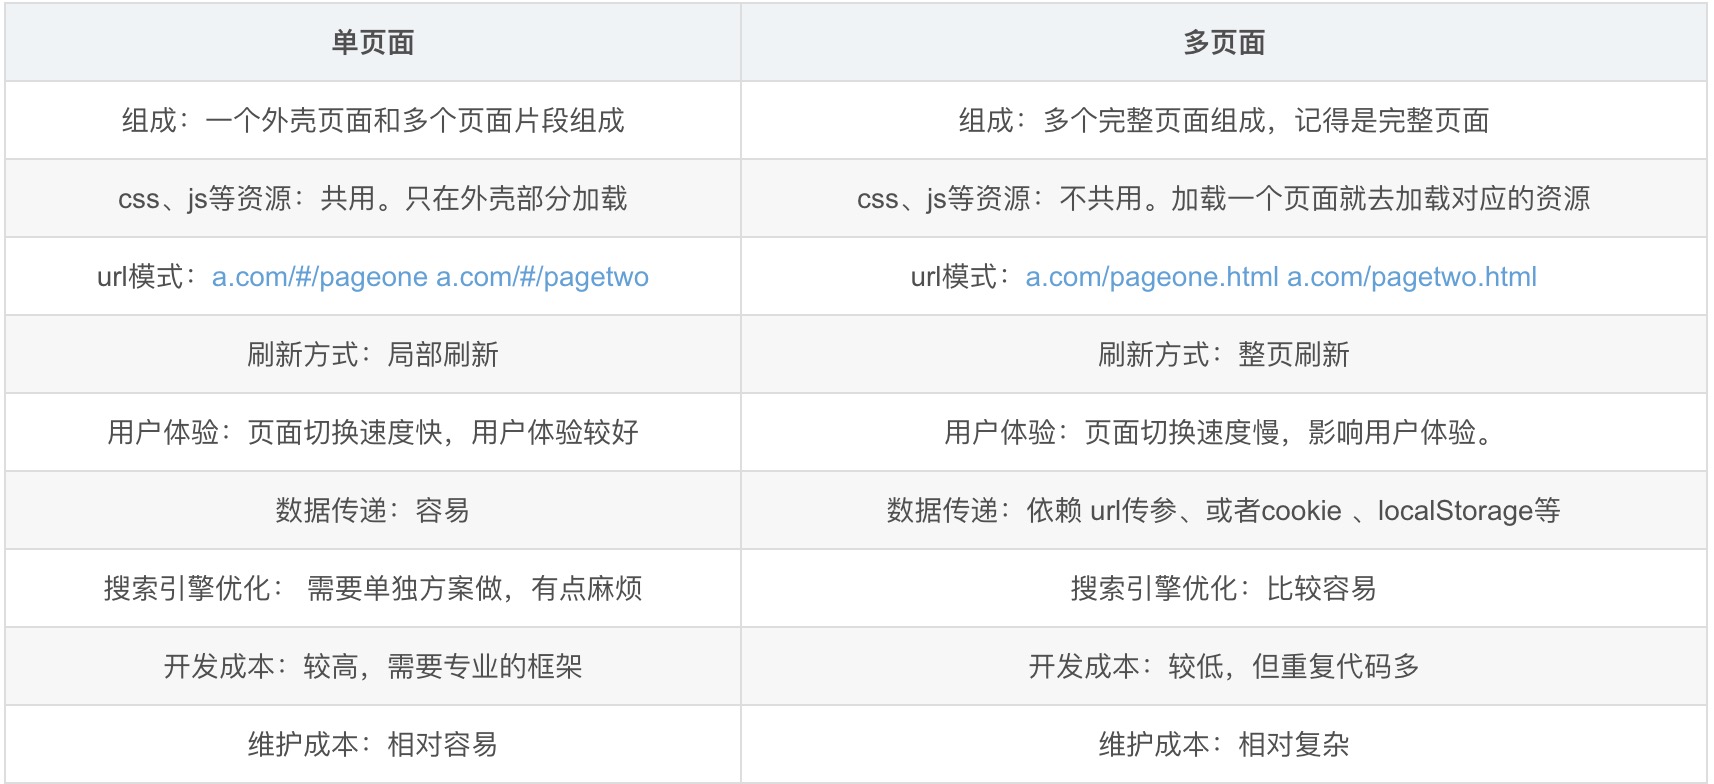 单页面
多页面
组成：一个外壳页面和多个页面片段组成
组成：多个完整页面组成，记得是完整页面
css、js等资源：共用。只在外壳部分加载
css、js等资源：不共用。加载一个页面就去加载对应的资源
url模式：a.com/#/pageone a.com/#/pagetwo
url模式：a.com/pageone.html a.com/pagetwo.html
刷新方式：局部刷新
刷新方式：整页刷新
用户体验：页面切换速度快，用户体验较好
用户体验：页面切换速度慢，影响用户体验。
数据传递：容易
数据传递：依赖 url传参、或者cookie 、localStorage等
搜索引擎优化： 需要单独方案做，有点麻烦
搜索引擎优化：比较容易
开发成本：较高，需要专业的框架
开发成本：较低，但重复代码多
维护成本：相对容易
维护成本：相对复杂